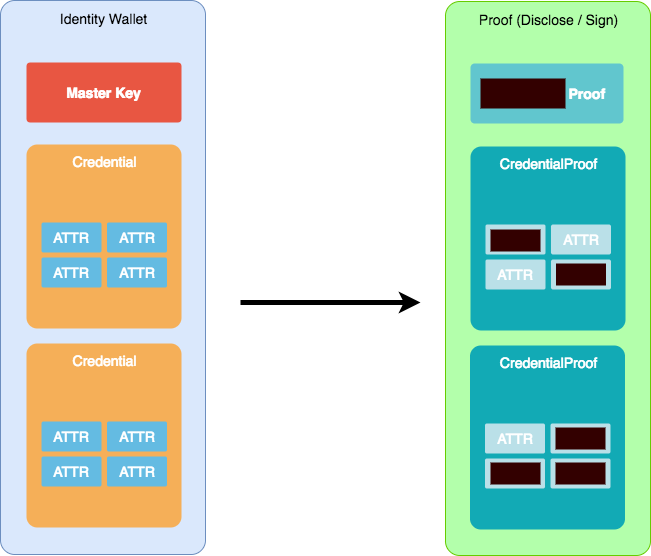 Identity Wallet
Master Key
Credential
ATTR ATTR
ATTR ATTR
Credential
ATTR ATTR
ATTR ATTR
Proof (Disclose / Sign)
Proof
CredentialProof
ATTR
ATTR
CredentialProof
ATTR